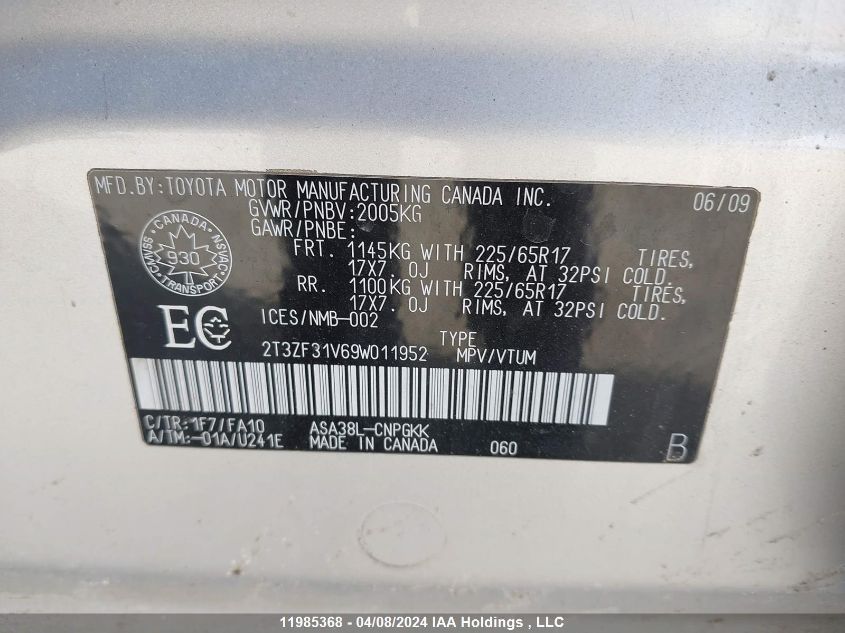 MFD.BY:TOYOTA MOTOR MANUFACTURING CANADA INC. 06/09
GVWR/PNBV:2005KG
GAWR/PNBE:
FRT. 1145KG WITH 225/65R17 TIRES,
17X7. 0J RIMS, AT 32PSI COLD.
RR. 1100KG WITH 225/65R17 TIRES,
17X7. 0J RIMS, AT 32PSI COLD.
CANADA
CMVSS 930 NSVAC
TRANSPORT
EC
ICES/NMB-002
TYPE
2T3ZF31V69W011952 MPV/VTUM
C/TR:1F7/FA10 ASA38L-CNPGKK
A/TM:-01A/U241E MADE IN CANADA 060 B
11985368 - 04/08/2024 IAA Holdings , LLC